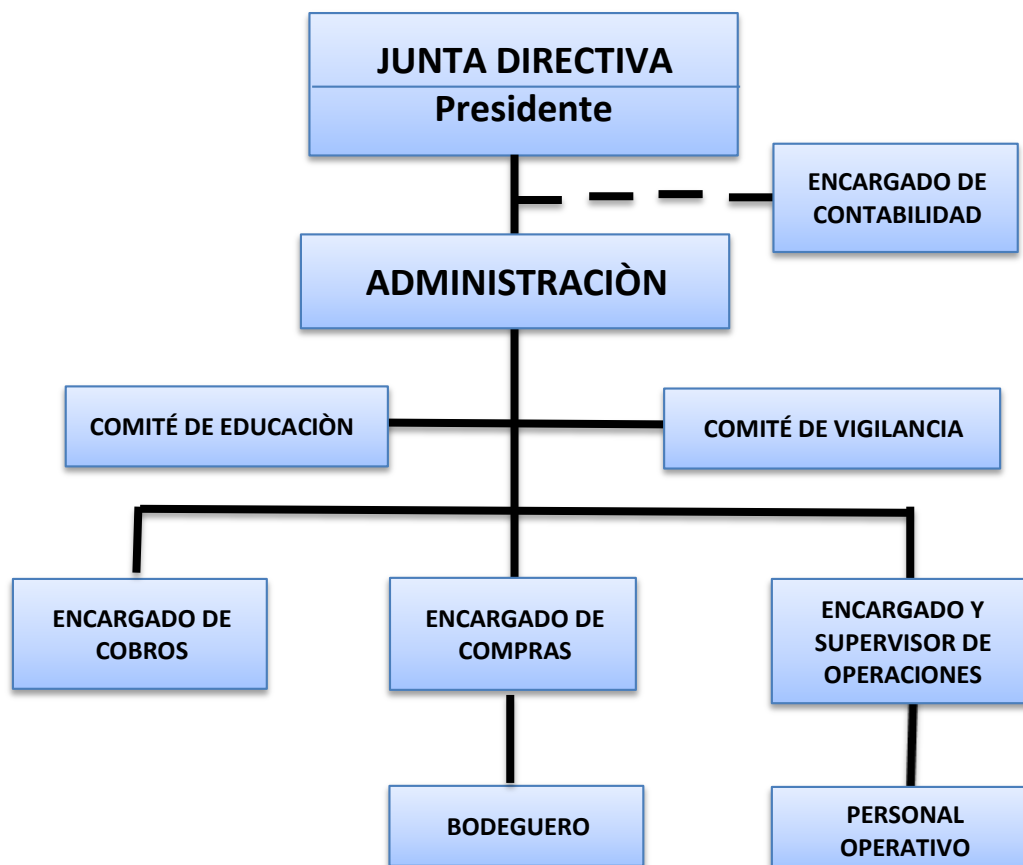 JUNTA DIRECTIVA
Presidente
ENCARGADO DE
CONTABILIDAD
ADMINISTRACIÒN
COMITÉ DE EDUCACIÒN
COMITÉ DE VIGILANCIA
ENCARGADO DE
COBROS
ENCARGADO DE
COMPRAS
ENCARGADO Y
SUPERVISOR DE
OPERACIONES
BODEGUERO
PERSONAL
OPERATIVO